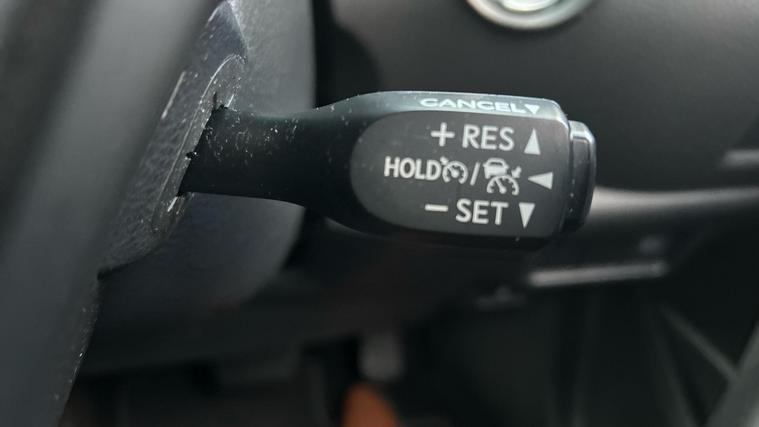 CANCEL▼
+ RES ▲
HOLD / ◀
− SET ▼